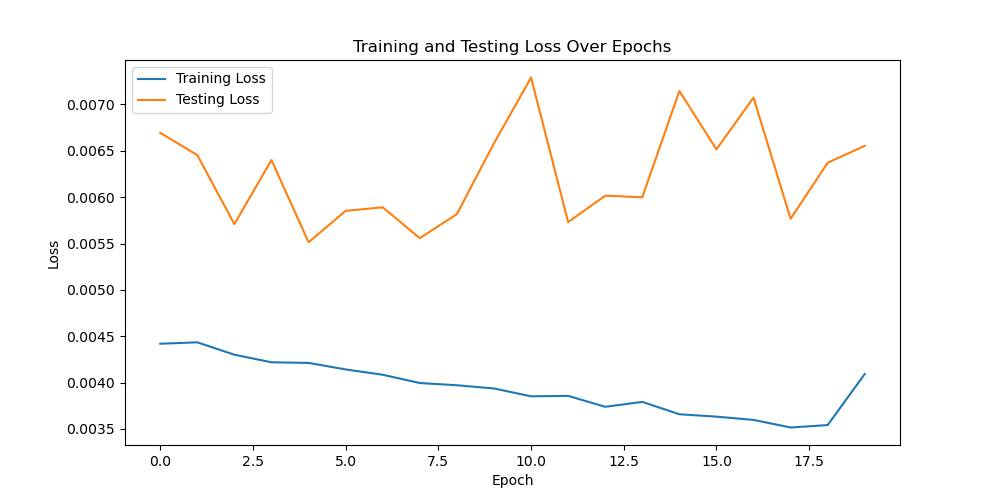 Training and Testing Loss Over Epochs
Training Loss
Testing Loss
0.0070
0.0065
0.0060
0.0055
0.0050
0.0045
0.0040
0.0035
Loss
0.0 2.5 5.0 7.5 10.0 12.5 15.0 17.5
Epoch